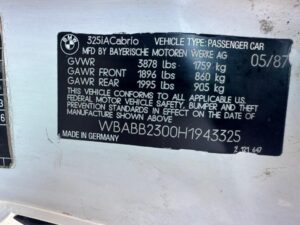 BMW
325iACabrio VEHICLE TYPE: PASSENGER CAR
MFD BY BAYERISCHE MOTOREN WERKE AG 05/87
GVWR 3878 lbs - 1759 kg
GAWR FRONT 1896 lbs 860 kg
GAWR REAR 1995 lbs 905 kg
THIS VEHICLE CONFORMS TO ALL APPLICABLE U.S.
FEDERAL MOTOR VEHICLE SAFETY, BUMPER AND THEFT
PREVENTION STANDARDS IN EFFECT ON THE DATE OF
MANUFACTURE SHOWN ABOVE
WBABB2300H1943325
MADE IN GERMANY